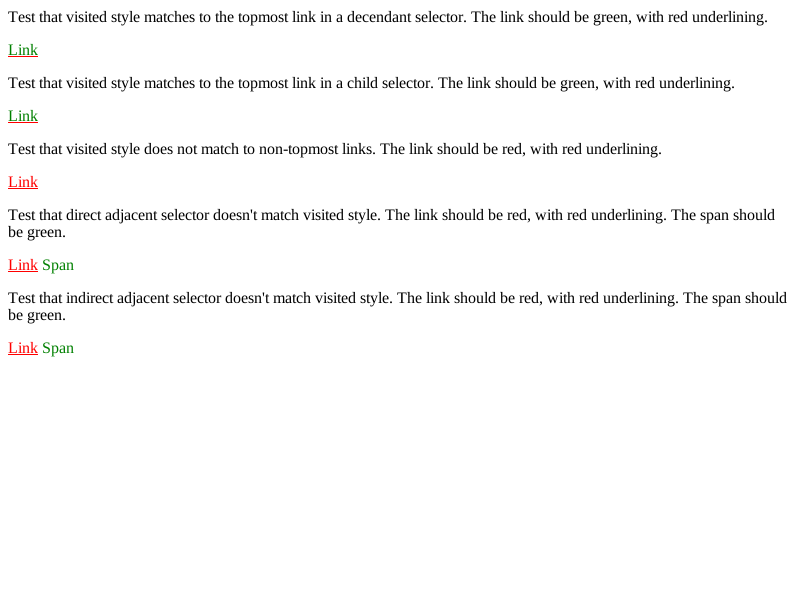 Test that visited style matches to the topmost link in a decendant selector. The link should be green, with red underlining.
Link
Test that visited style matches to the topmost link in a child selector. The link should be green, with red underlining.
Link
Test that visited style does not match to non-topmost links. The link should be red, with red underlining.
Link
Test that direct adjacent selector doesn't match visited style. The link should be red, with red underlining. The span should
be green.
Link Span
Test that indirect adjacent selector doesn't match visited style. The link should be red, with red underlining. The span should
be green.
Link Span